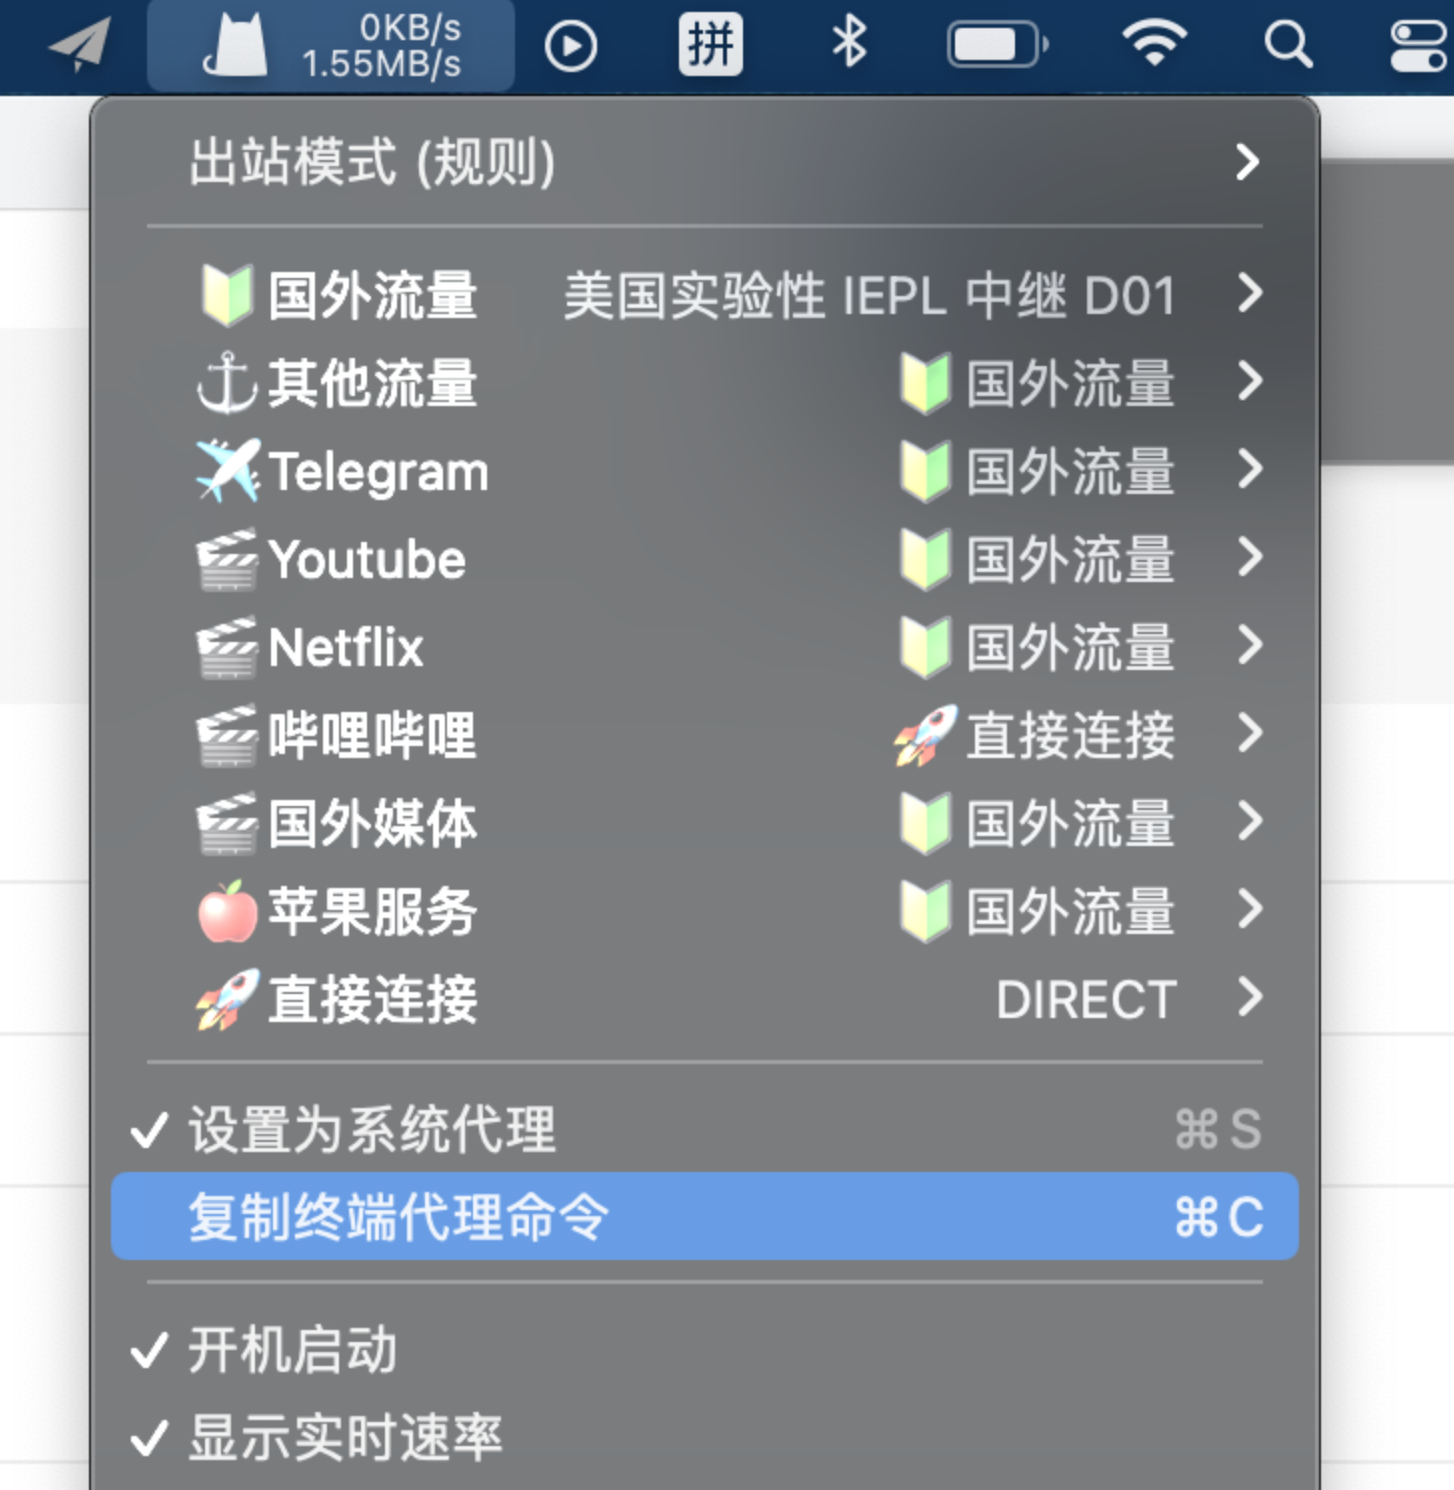 0KB/s
1.55MB/s
拼
出站模式 (规则)
国外流量 美国实验性 IEPL 中继 D01
其他流量 国外流量
Telegram 国外流量
Youtube 国外流量
Netflix 国外流量
哔哩哔哩 直接连接
国外媒体 国外流量
苹果服务 国外流量
直接连接 DIRECT
设置为系统代理 ⌘S
复制终端代理命令 ⌘C
开机启动
显示实时速率